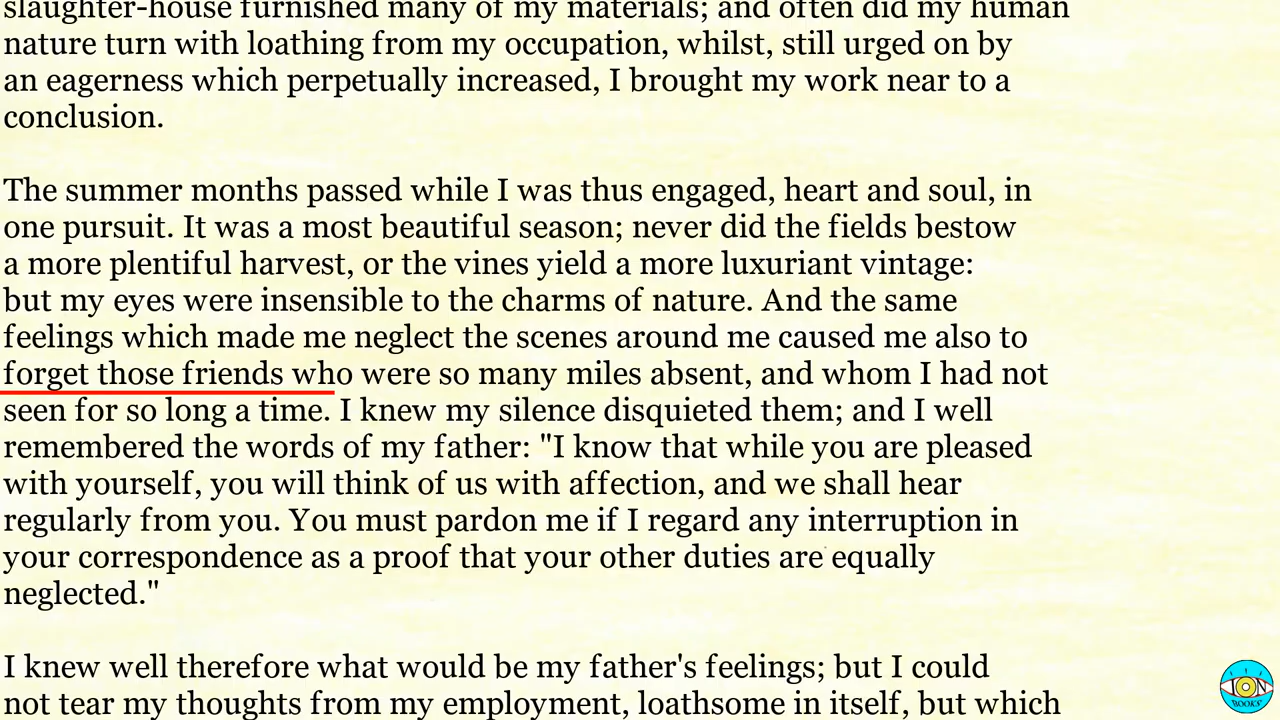 slaughter-house furnished many of my materials; and often did my human
nature turn with loathing from my occupation, whilst, still urged on by
an eagerness which perpetually increased, I brought my work near to a
conclusion.
The summer months passed while I was thus engaged, heart and soul, in
one pursuit. It was a most beautiful season; never did the fields bestow
a more plentiful harvest, or the vines yield a more luxuriant vintage:
but my eyes were insensible to the charms of nature. And the same
feelings which made me neglect the scenes around me caused me also to
forget those friends who were so many miles absent, and whom I had not
seen for so long a time. I knew my silence disquieted them; and I well
remembered the words of my father: "I know that while you are pleased
with yourself, you will think of us with affection, and we shall hear
regularly from you. You must pardon me if I regard any interruption in
your correspondence as a proof that your other duties are equally
neglected."
I knew well therefore what would be my father's feelings; but I could
not tear my thoughts from my employment, loathsome in itself, but which
ION
BOOKS